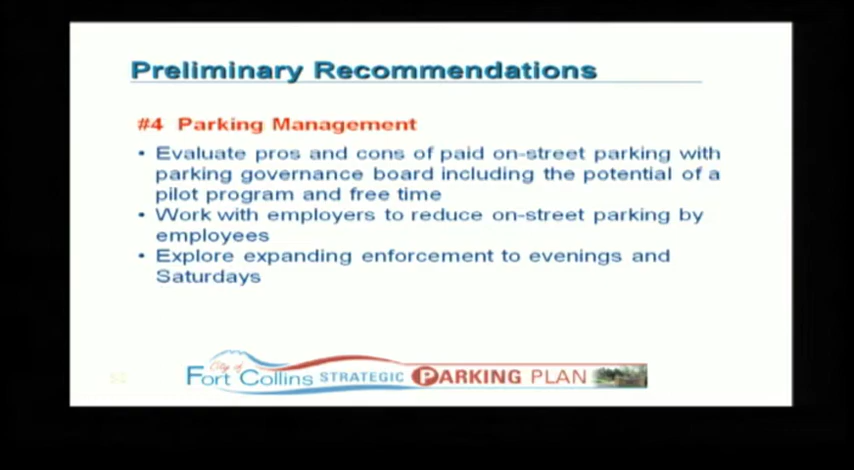 Preliminary Recommendations
#4 Parking Management
• Evaluate pros and cons of paid on-street parking with
parking governance board including the potential of a
pilot program and free time
• Work with employers to reduce on-street parking by
employees
• Explore expanding enforcement to evenings and
Saturdays
City of
Fort Collins STRATEGIC PARKING PLAN